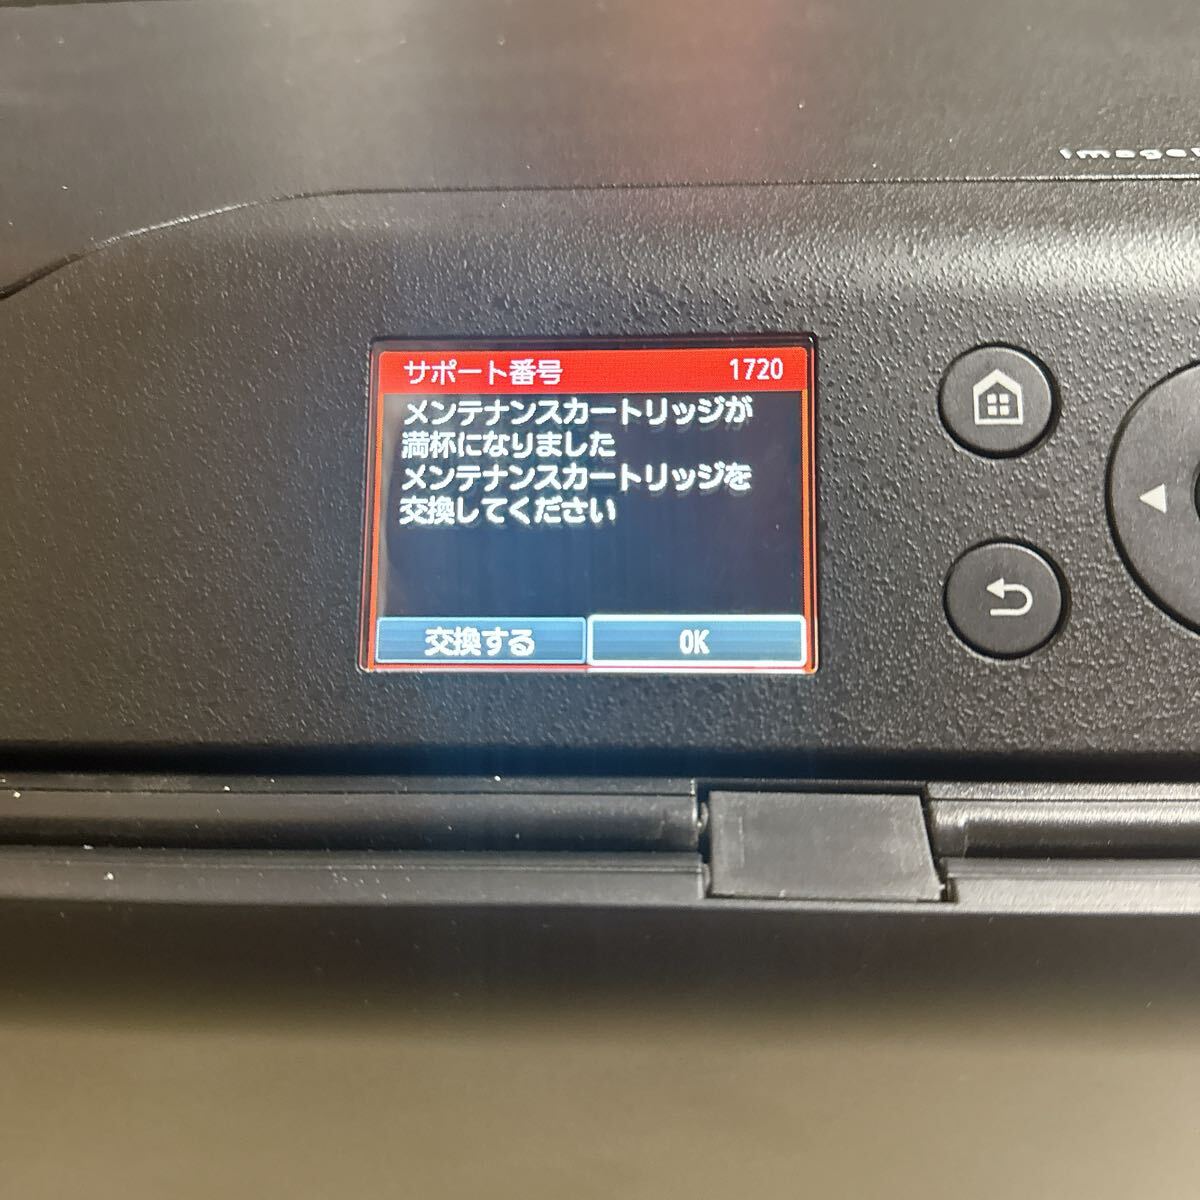 サポート番号 1720
メンテナンスカートリッジが
満杯になりました
メンテナンスカートリッジを
交換してください
交換する OK